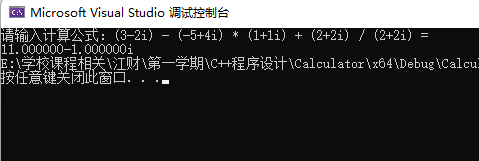 Microsoft Visual Studio 调试控制台
请输入计算公式: (3-2i) - (-5+4i) * (1+1i) + (2+2i) / (2+2i) =
11.000000-1.000000i
E:\学校课程相关\江财\第一学期\C++程序设计\Calculator\x64\Debug\Calcu
按任意键关闭此窗口. . .